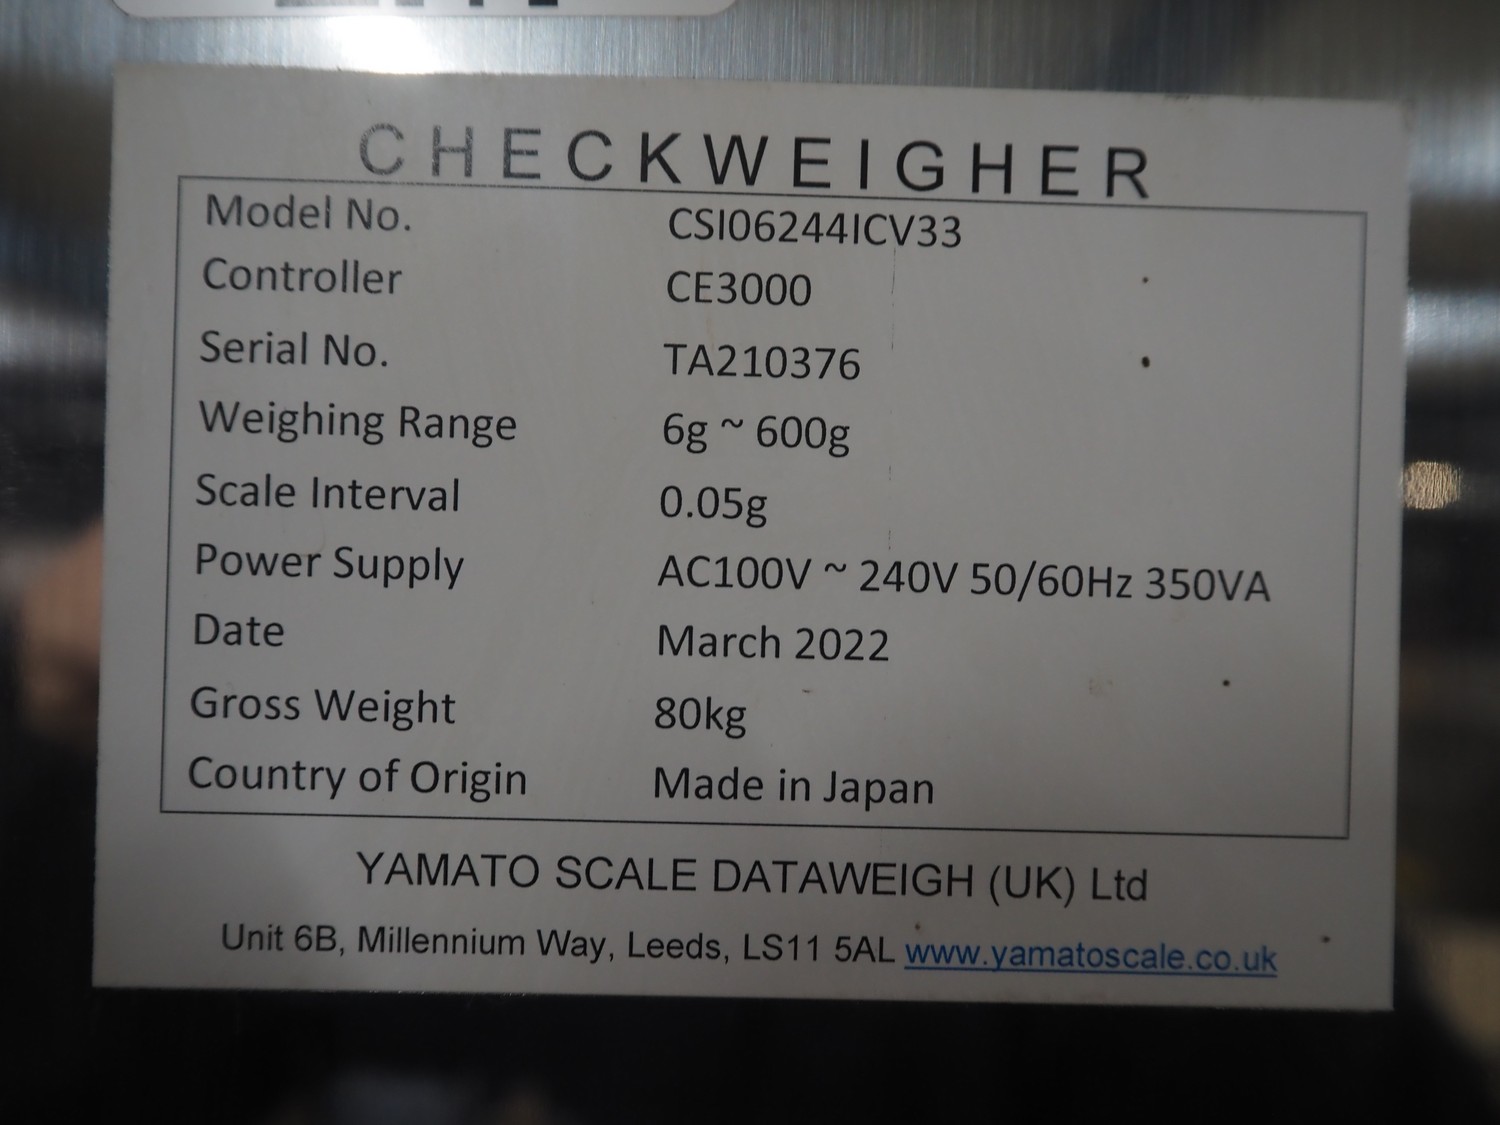 CHECKWEIGHER
Model No. CSI06244ICV33
Controller CE3000
Serial No. TA210376
Weighing Range 6g ~ 600g
Scale Interval 0.05g
Power Supply AC100V ~ 240V 50/60Hz 350VA
Date March 2022
Gross Weight 80kg
Country of Origin Made in Japan
YAMATO SCALE DATAWEIGH (UK) Ltd
Unit 6B, Millennium Way, Leeds, LS11 5AL www.yamatoscale.co.uk